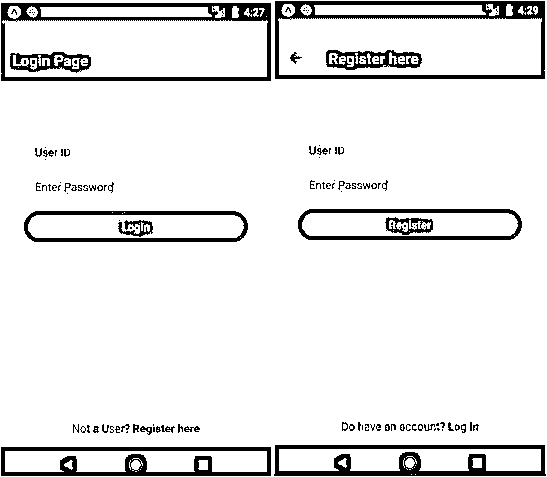 4:27
Login Page
User ID
Enter Password
Login
Not a User? Register here
4:29
Register here
User ID
Enter Password
Register
Do have an account? Log In